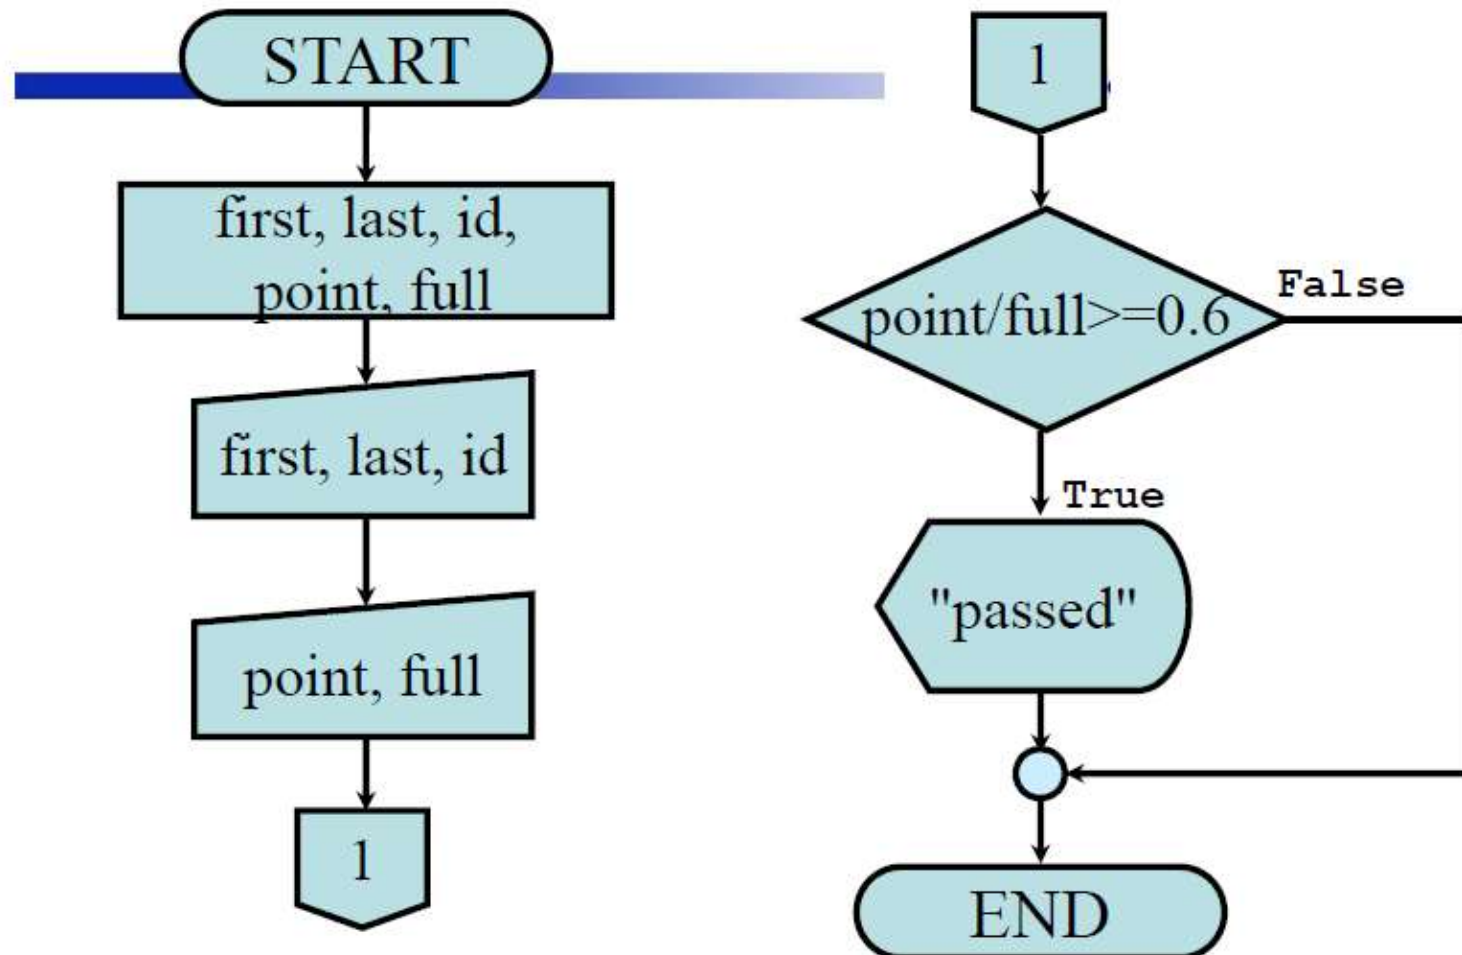 START
first, last, id,
point, full
first, last, id
point, full
1
1
point/full>=0.6
False
True
"passed"
END